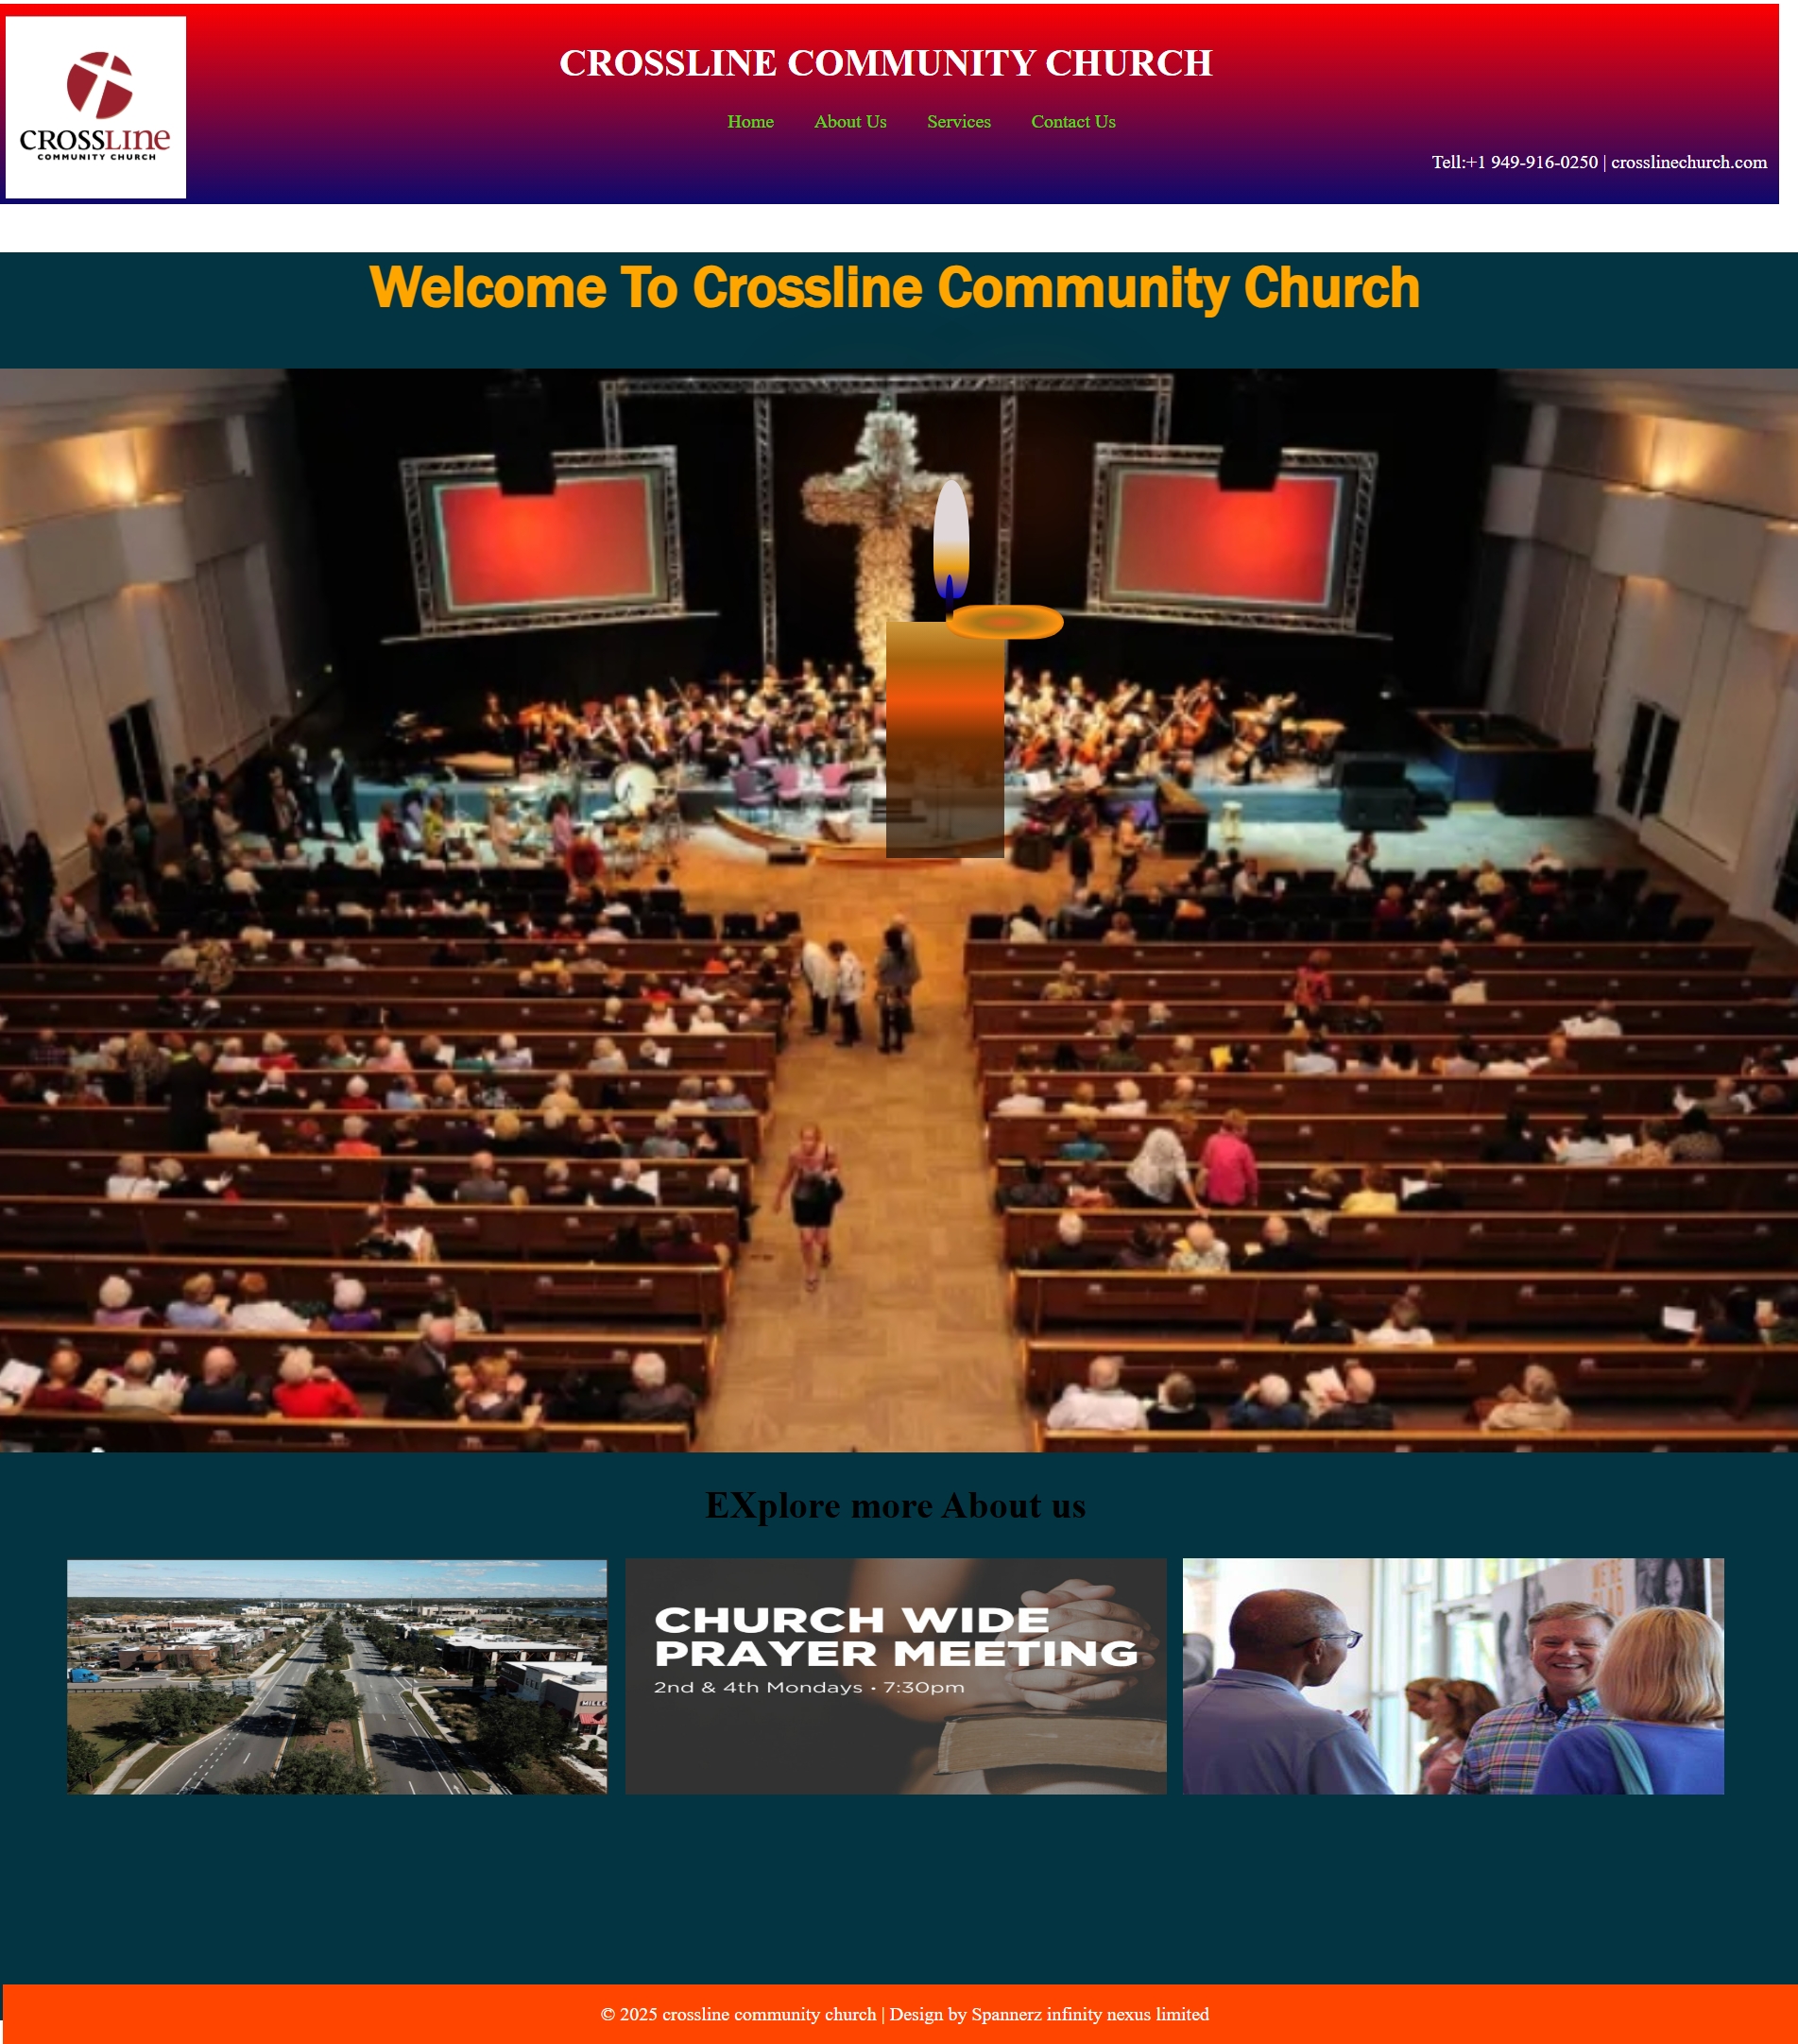 CROSSLINE
COMMUNITY CHURCH
CROSSLINE COMMUNITY CHURCH
Home About Us Services Contact Us
Tell:+1 949-916-0250 | crosslinechurch.com
Welcome To Crossline Community Church
EXplore more About us
CHURCH WIDE
PRAYER MEETING
2nd & 4th Mondays • 7:30pm
© 2025 crossline community church | Design by Spannerz infinity nexus limited